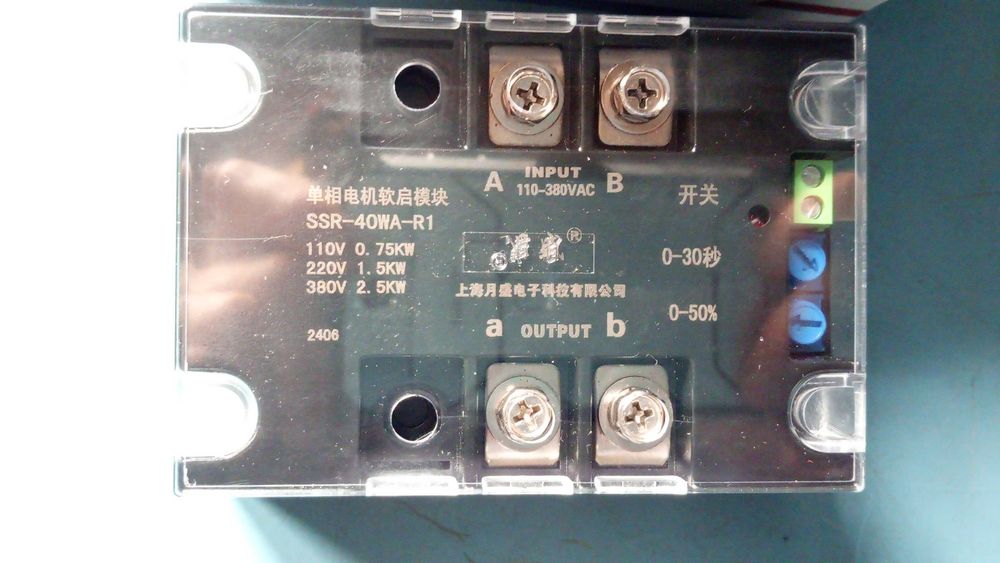 A INPUT B
110-380VAC
单相电机软启模块
SSR-40WA-R1
110V 0.75KW
220V 1.5KW
380V 2.5KW
2406
®
上海月盛电子科技有限公司
a OUTPUT b
开关
0-30秒
0-50%